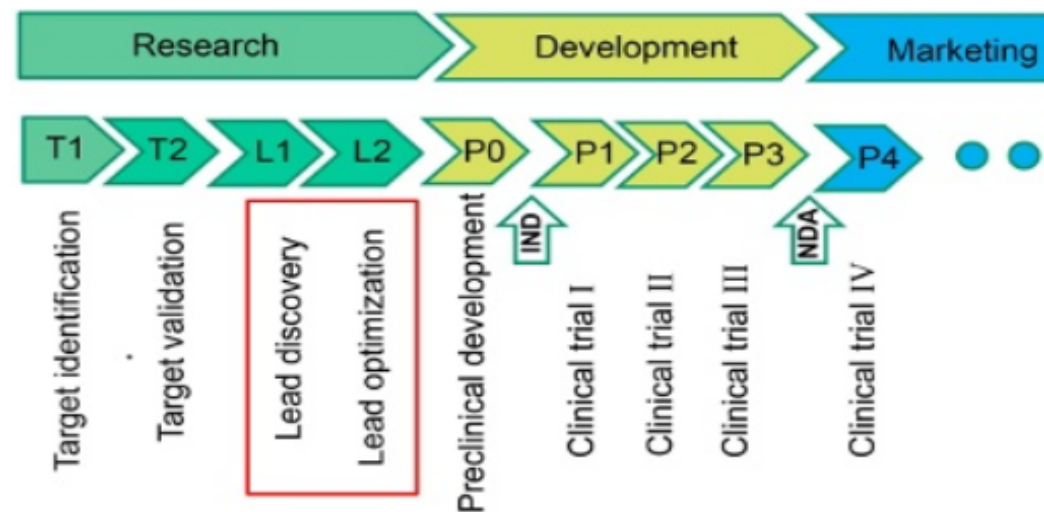 Research
Development
Marketing
T1
T2
L1
L2
P0
P1
P2
P3
P4
IND
NDA
Target identification
Target validation
Lead discovery
Lead optimization
Preclinical development
Clinical trial I
Clinical trial II
Clinical trial III
Clinical trial IV